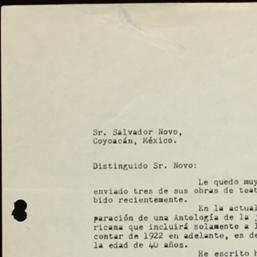 Sr. Salvador Novo,
Coyoacán, México.
Distinguido Sr. Novo:
Le quedo muy
enviado tres de sus obras de teat
bido recientemente.
En la actual
paración de una Antología de la
ricana que incluirá solamente a l
contar de 1922 en adelante, es de
la edad de 40 años.
He escrito